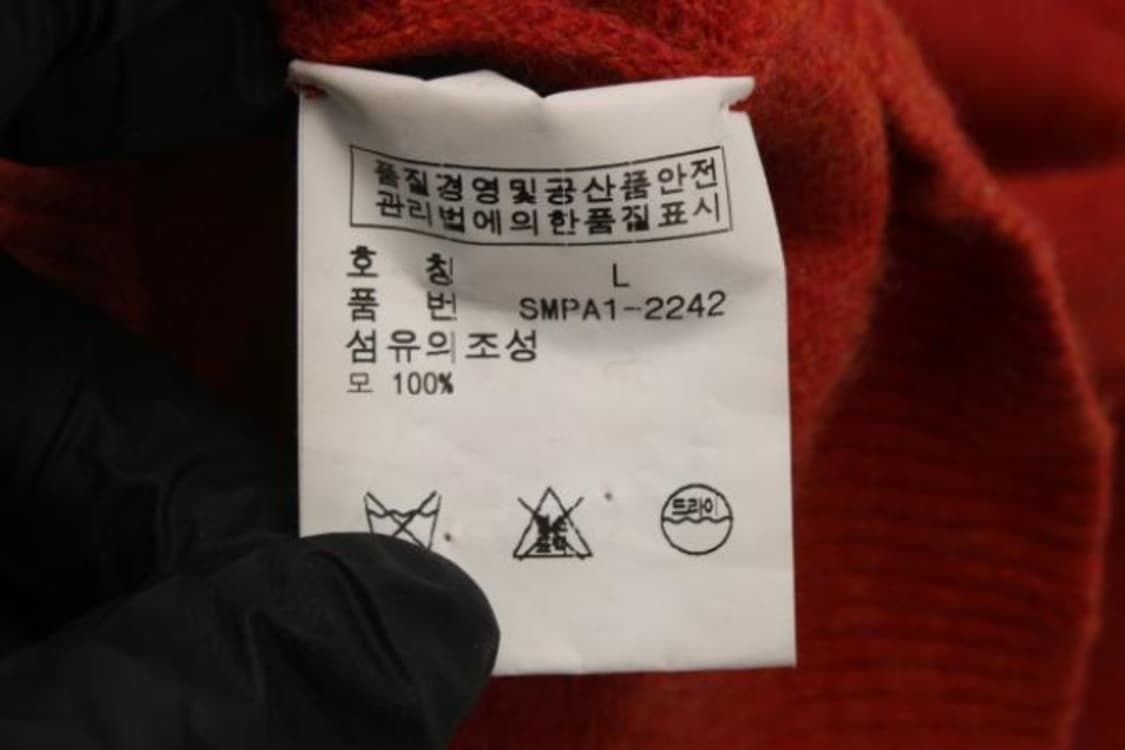 품질경영및공산품안전
관리법에의한품질표시
호 칭 L
품 번 SMPA1-2242
섬유의조성
모 100%
드라이